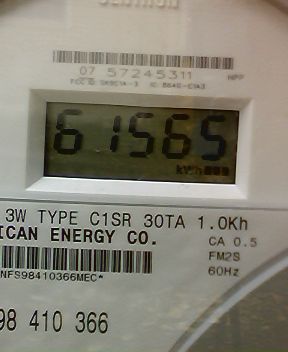 07 57245311 HPP
61565
kWh
3W TYPE C1SR 30TA 1.0Kh
ICAN ENERGY CO.
CA 0.5
FM2S
60Hz
NFS98410366MEC*
98 410 366